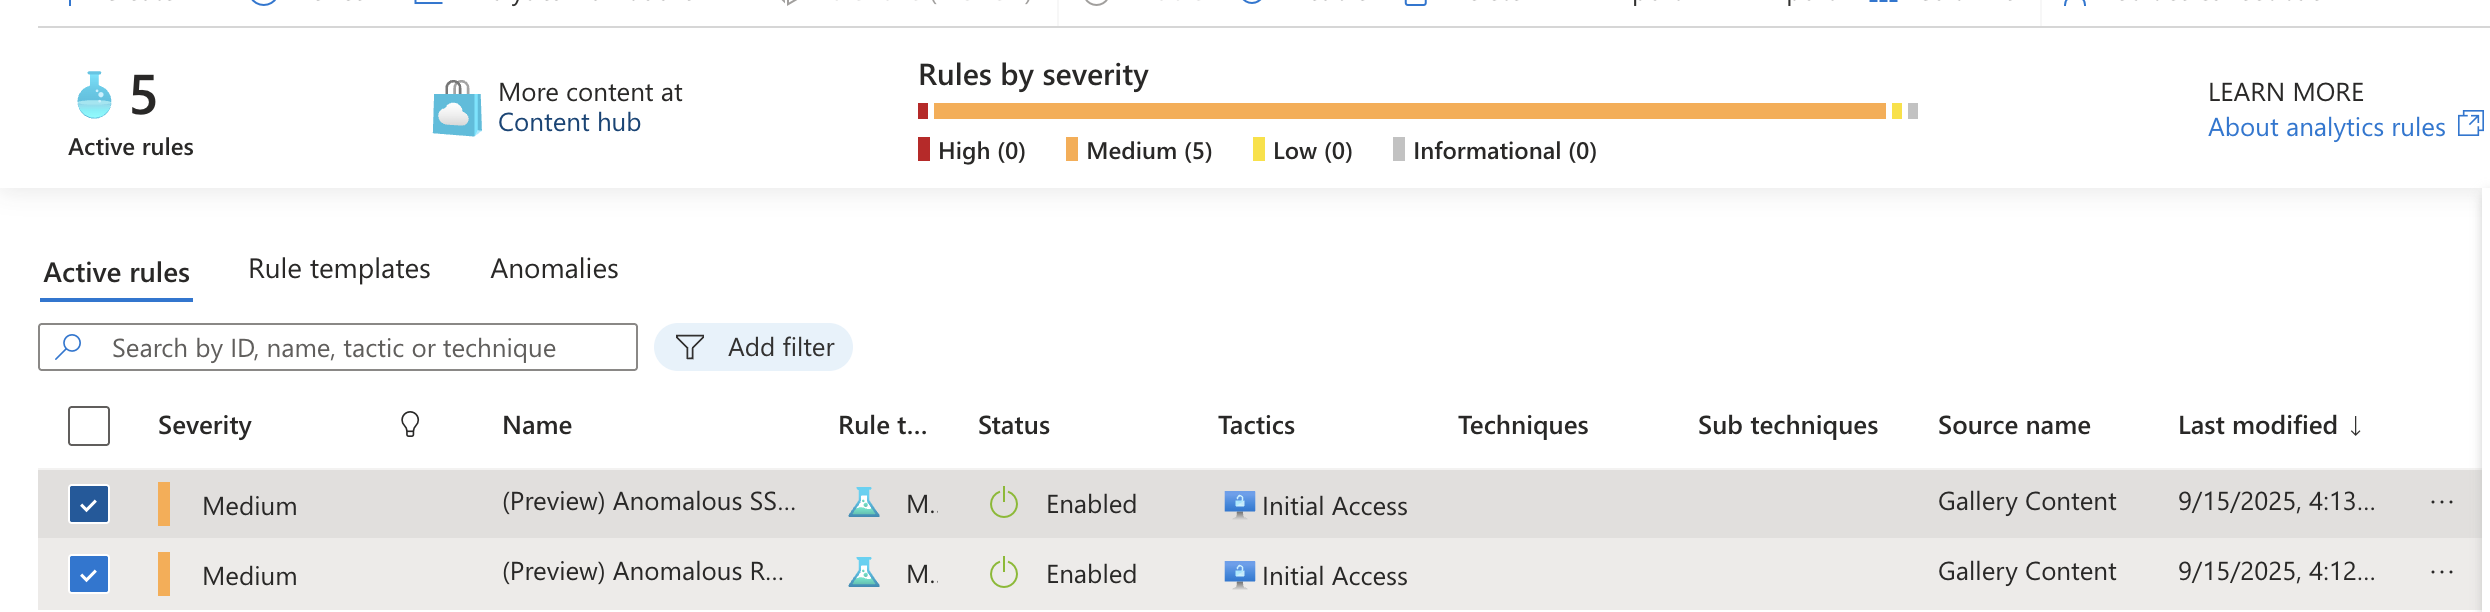 5
Active rules
More content at
Content hub
Rules by severity
High (0)
Medium (5)
Low (0)
Informational (0)
LEARN MORE
About analytics rules
Active rules
Rule templates
Anomalies
Search by ID, name, tactic or technique
Add filter
Severity Name Rule t... Status Tactics Techniques Sub techniques Source name Last modified ↓
Medium (Preview) Anomalous SS... M.. Enabled Initial Access Gallery Content 9/15/2025, 4:13... ...
Medium (Preview) Anomalous R... M.. Enabled Initial Access Gallery Content 9/15/2025, 4:12... ...